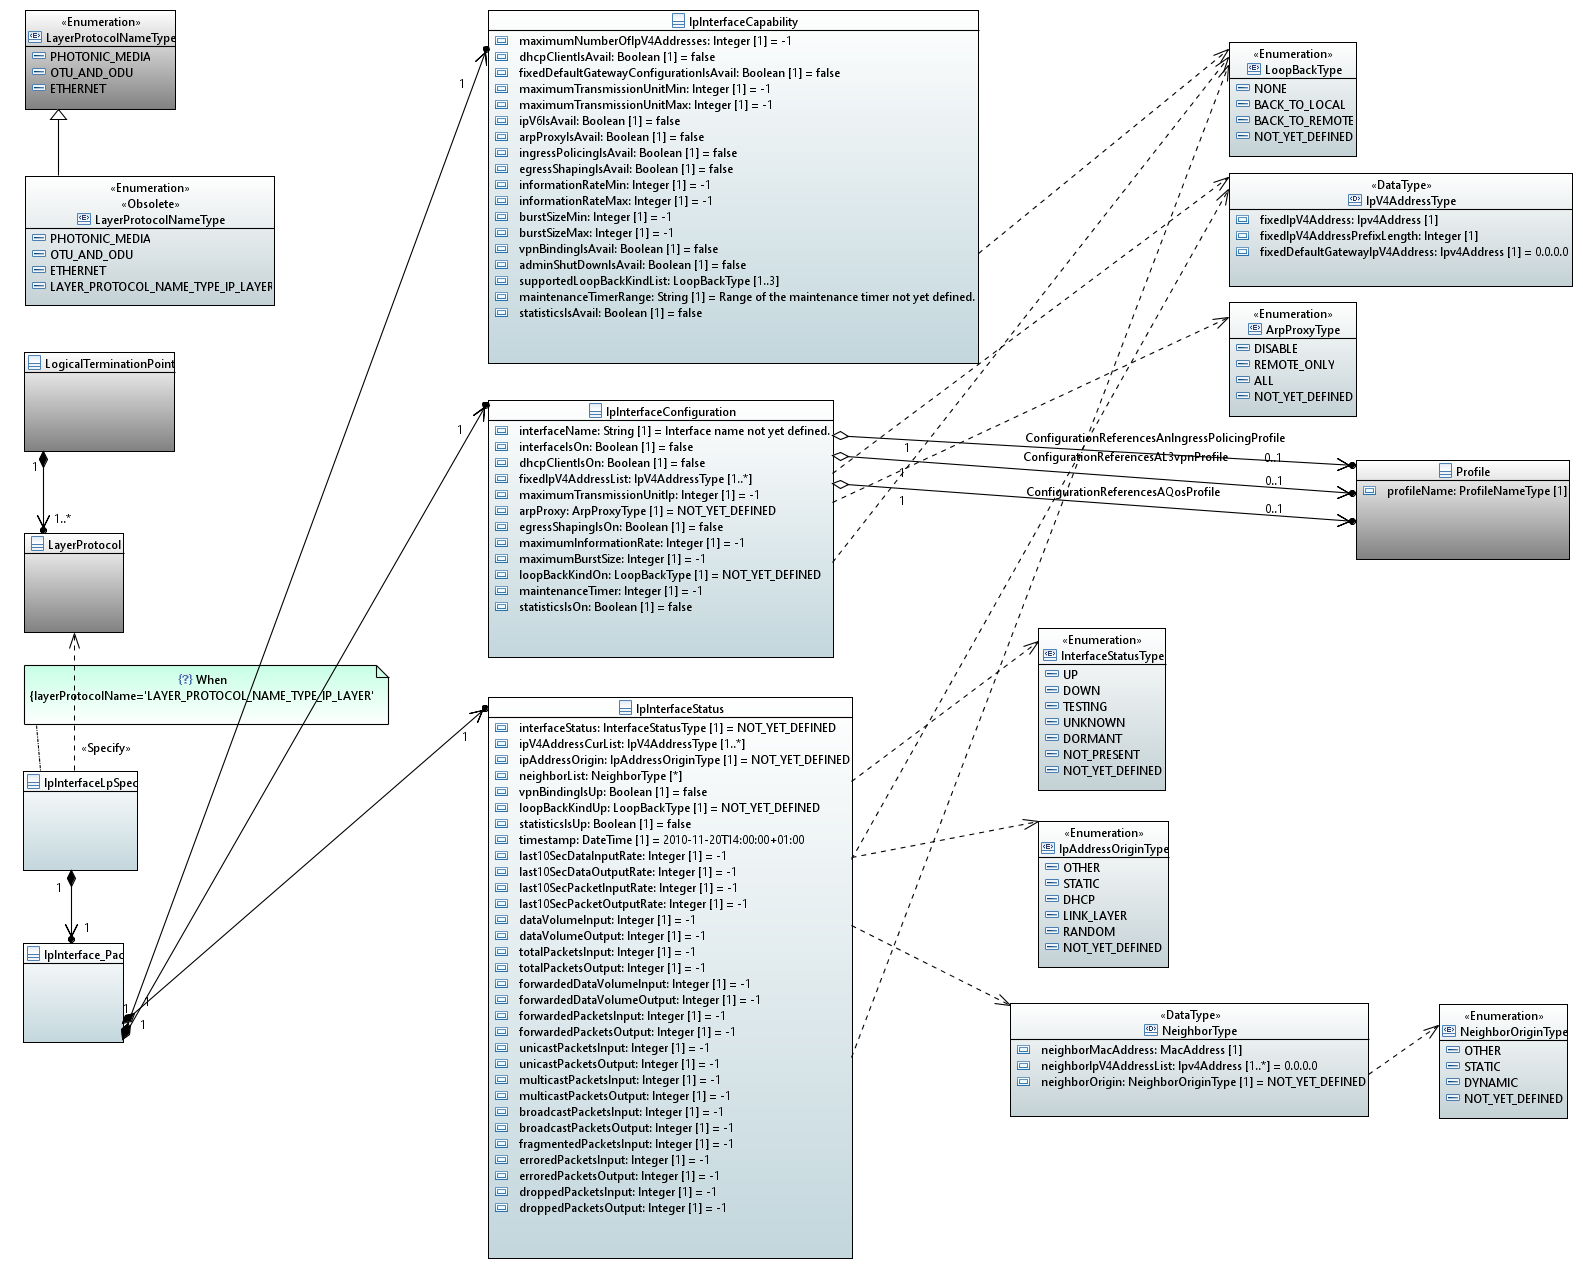 «Enumeration»
LayerProtocolNameType
PHOTONIC_MEDIA
OTU_AND_ODU
ETHERNET
«Enumeration»
«Obsolete»
LayerProtocolNameType
PHOTONIC_MEDIA
OTU_AND_ODU
ETHERNET
LAYER_PROTOCOL_NAME_TYPE_IP_LAYER
LogicalTerminationPoint
1
1..*
LayerProtocol
{?} When
{layerProtocolName='LAYER_PROTOCOL_NAME_TYPE_IP_LAYER'
«Specify»
IpInterfaceLpSpec
1
1
IpInterface_Pac
1
1
1
1
1
1
IpInterfaceCapability
maximumNumberOfIpV4Addresses: Integer [1] = -1
dhcpClientIsAvail: Boolean [1] = false
fixedDefaultGatewayConfigurationIsAvail: Boolean [1] = false
maximumTransmissionUnitMin: Integer [1] = -1
maximumTransmissionUnitMax: Integer [1] = -1
ipV6IsAvail: Boolean [1] = false
arpProxyIsAvail: Boolean [1] = false
ingressPolicingIsAvail: Boolean [1] = false
egressShapingIsAvail: Boolean [1] = false
informationRateMin: Integer [1] = -1
informationRateMax: Integer [1] = -1
burstSizeMin: Integer [1] = -1
burstSizeMax: Integer [1] = -1
vpnBindingIsAvail: Boolean [1] = false
adminShutDownIsAvail: Boolean [1] = false
supportedLoopBackKindList: LoopBackType [1..3]
maintenanceTimerRange: String [1] = Range of the maintenance timer not yet defined.
statisticsIsAvail: Boolean [1] = false
IpInterfaceConfiguration
interfaceName: String [1] = Interface name not yet defined.
interfaceIsOn: Boolean [1] = false
dhcpClientIsOn: Boolean [1] = false
fixedIpV4AddressList: IpV4AddressType [1..*]
maximumTransmissionUnitIp: Integer [1] = -1
arpProxy: ArpProxyType [1] = NOT_YET_DEFINED
egressShapingIsOn: Boolean [1] = false
maximumInformationRate: Integer [1] = -1
maximumBurstSize: Integer [1] = -1
loopBackKindOn: LoopBackType [1] = NOT_YET_DEFINED
maintenanceTimer: Integer [1] = -1
statisticsIsOn: Boolean [1] = false
IpInterfaceStatus
interfaceStatus: InterfaceStatusType [1] = NOT_YET_DEFINED
ipV4AddressCurList: IpV4AddressType [1..*]
ipAddressOrigin: IpAddressOriginType [1] = NOT_YET_DEFINED
neighborList: NeighborType [*]
vpnBindingIsUp: Boolean [1] = false
loopBackKindUp: LoopBackType [1] = NOT_YET_DEFINED
statisticsIsUp: Boolean [1] = false
timestamp: DateTime [1] = 2010-11-20T14:00:00+01:00
last10SecDataInputRate: Integer [1] = -1
last10SecDataOutputRate: Integer [1] = -1
last10SecPacketInputRate: Integer [1] = -1
last10SecPacketOutputRate: Integer [1] = -1
dataVolumeInput: Integer [1] = -1
dataVolumeOutput: Integer [1] = -1
totalPacketsInput: Integer [1] = -1
totalPacketsOutput: Integer [1] = -1
forwardedDataVolumeInput: Integer [1] = -1
forwardedDataVolumeOutput: Integer [1] = -1
forwardedPacketsInput: Integer [1] = -1
forwardedPacketsOutput: Integer [1] = -1
unicastPacketsInput: Integer [1] = -1
unicastPacketsOutput: Integer [1] = -1
multicastPacketsInput: Integer [1] = -1
multicastPacketsOutput: Integer [1] = -1
broadcastPacketsInput: Integer [1] = -1
broadcastPacketsOutput: Integer [1] = -1
fragmentedPacketsInput: Integer [1] = -1
erroredPacketsInput: Integer [1] = -1
erroredPacketsOutput: Integer [1] = -1
droppedPacketsInput: Integer [1] = -1
droppedPacketsOutput: Integer [1] = -1
«Enumeration»
LoopBackType
NONE
BACK_TO_LOCAL
BACK_TO_REMOTE
NOT_YET_DEFINED
«DataType»
IpV4AddressType
fixedIpV4Address: Ipv4Address [1]
fixedIpV4AddressPrefixLength: Integer [1]
fixedDefaultGatewayIpV4Address: Ipv4Address [1] = 0.0.0.0
«Enumeration»
ArpProxyType
DISABLE
REMOTE_ONLY
ALL
NOT_YET_DEFINED
ConfigurationReferencesAnIngressPolicingProfile
1
0..1
ConfigurationReferencesAL3vpnProfile
1
0..1
ConfigurationReferencesAQosProfile
1
0..1
Profile
profileName: ProfileNameType [1]
«Enumeration»
InterfaceStatusType
UP
DOWN
TESTING
UNKNOWN
DORMANT
NOT_PRESENT
NOT_YET_DEFINED
«Enumeration»
IpAddressOriginType
OTHER
STATIC
DHCP
LINK_LAYER
RANDOM
NOT_YET_DEFINED
«DataType»
NeighborType
neighborMacAddress: MacAddress [1]
neighborIpV4AddressList: Ipv4Address [1..*] = 0.0.0.0
neighborOrigin: NeighborOriginType [1] = NOT_YET_DEFINED
«Enumeration»
NeighborOriginType
OTHER
STATIC
DYNAMIC
NOT_YET_DEFINED